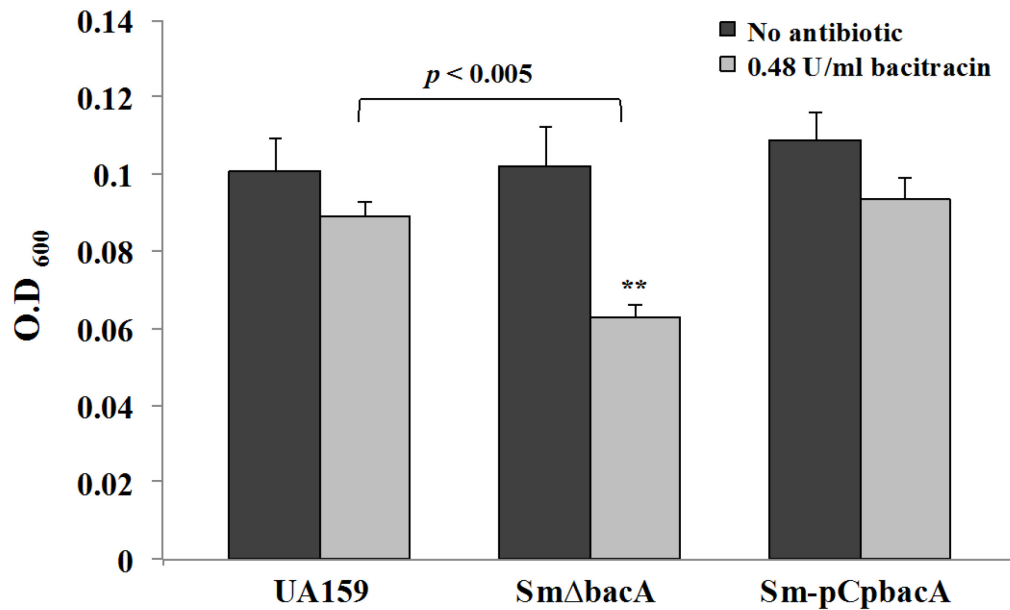 0.14
No antibiotic
0.48 U/ml bacitracin
p < 0.005
0.12
0.1
0.08
**
0.06
0.04
0.02
0
O.D 600
UA159
SmΔbacA
Sm-pCpbacA